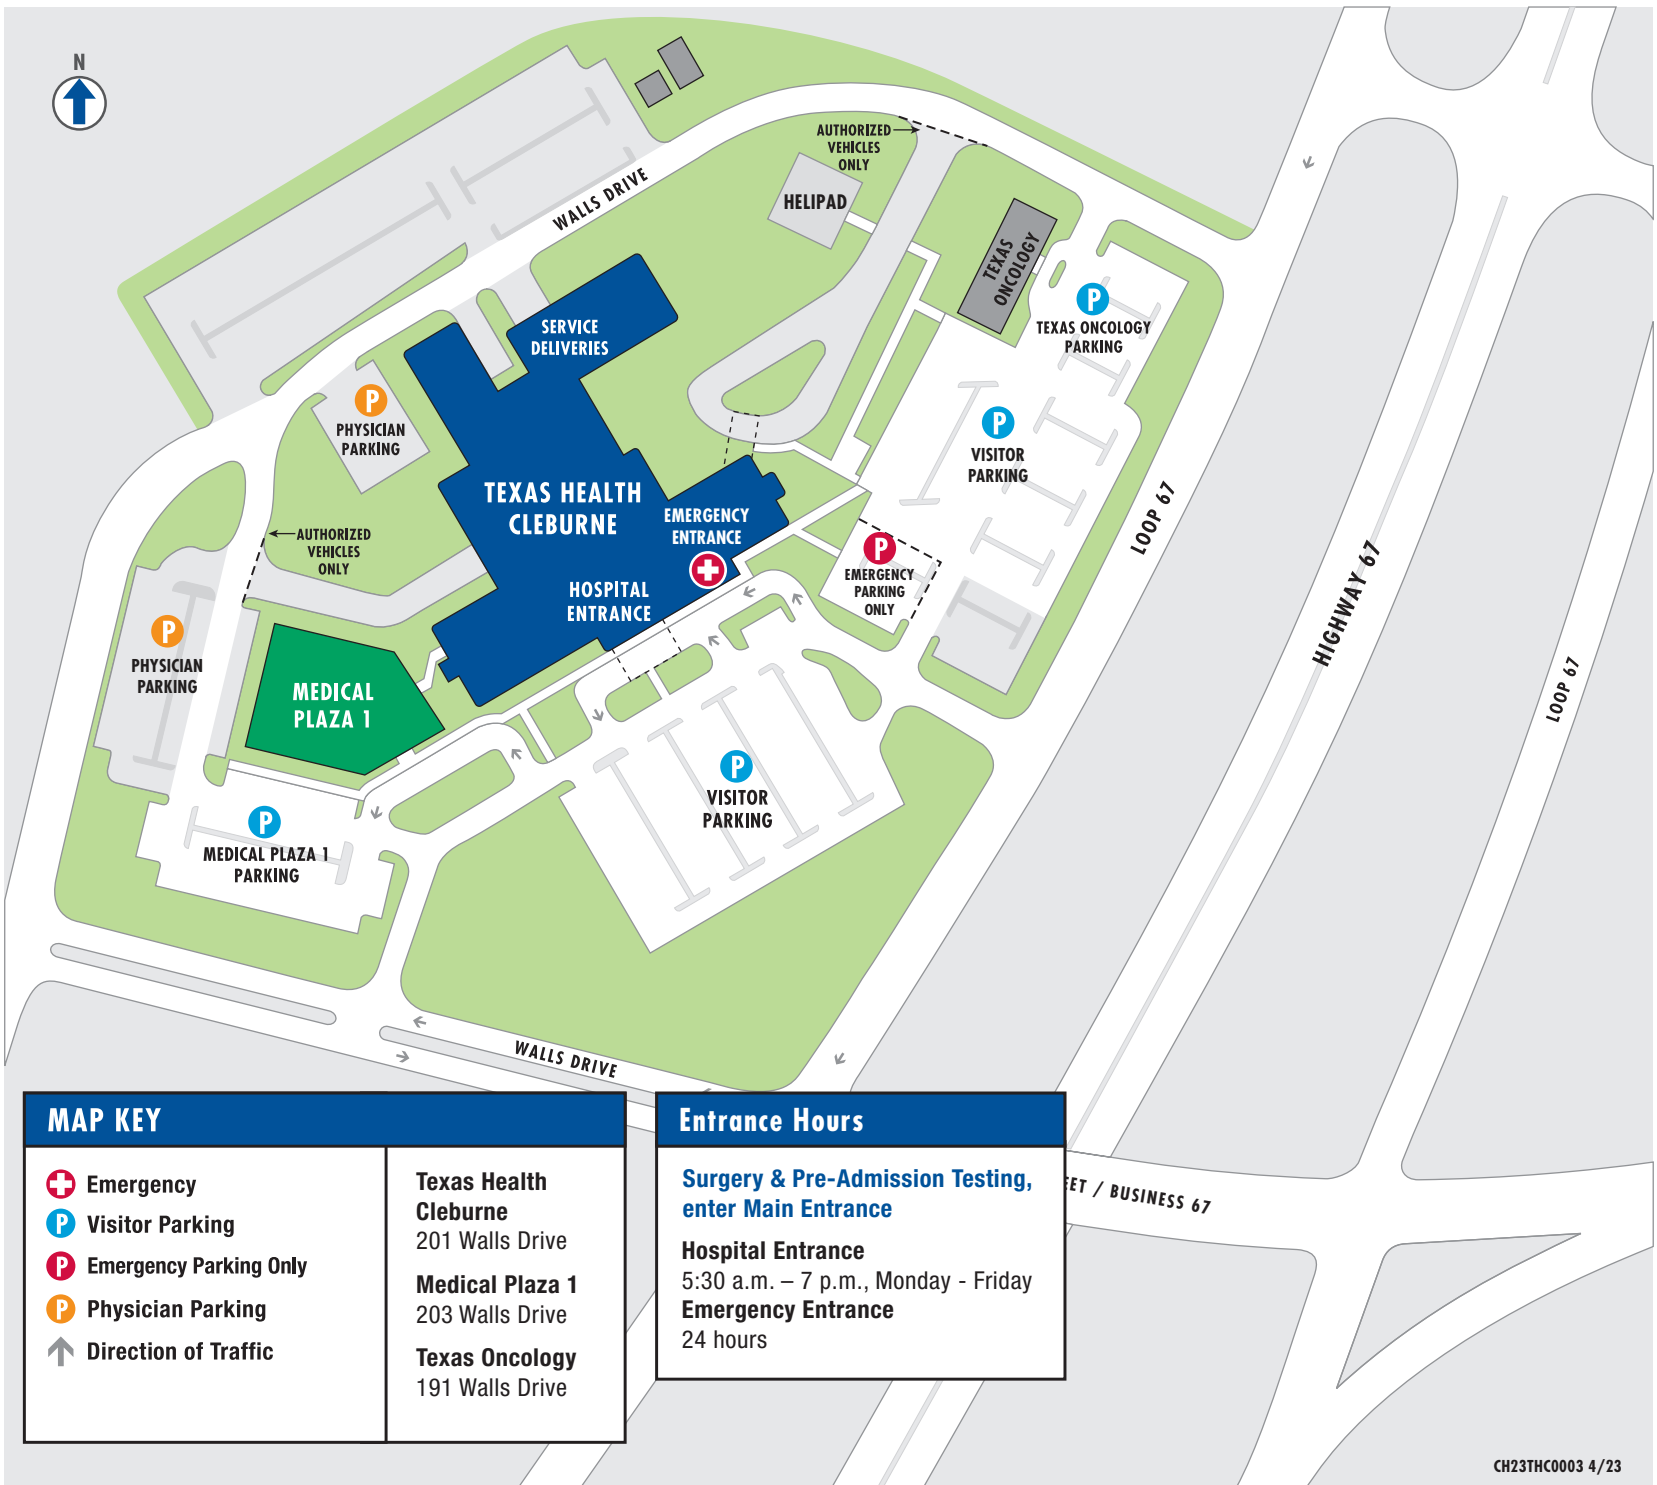 N
AUTHORIZED
VEHICLES
ONLY
WALLS DRIVE
HELIPAD
TEXAS
ONCOLOGY
P
TEXAS ONCOLOGY
PARKING
SERVICE
DELIVERIES
P
PHYSICIAN
PARKING
P
VISITOR
PARKING
TEXAS HEALTH
CLEBURNE
EMERGENCY
ENTRANCE
LOOP 67
AUTHORIZED
VEHICLES
ONLY
P
EMERGENCY
PARKING
ONLY
HIGHWAY 67
HOSPITAL
ENTRANCE
P
PHYSICIAN
PARKING
MEDICAL
PLAZA 1
LOOP 67
P
VISITOR
PARKING
P
MEDICAL PLAZA 1
PARKING
WALLS DRIVE
MAP KEY
Emergency
P Visitor Parking
P Emergency Parking Only
P Physician Parking
Direction of Traffic
Texas Health
Cleburne
201 Walls Drive
Medical Plaza 1
203 Walls Drive
Texas Oncology
191 Walls Drive
Entrance Hours
Surgery & Pre-Admission Testing,
enter Main Entrance
Hospital Entrance
5:30 a.m. – 7 p.m., Monday - Friday
Emergency Entrance
24 hours
/ BUSINESS 67
CH23THC0003 4/23